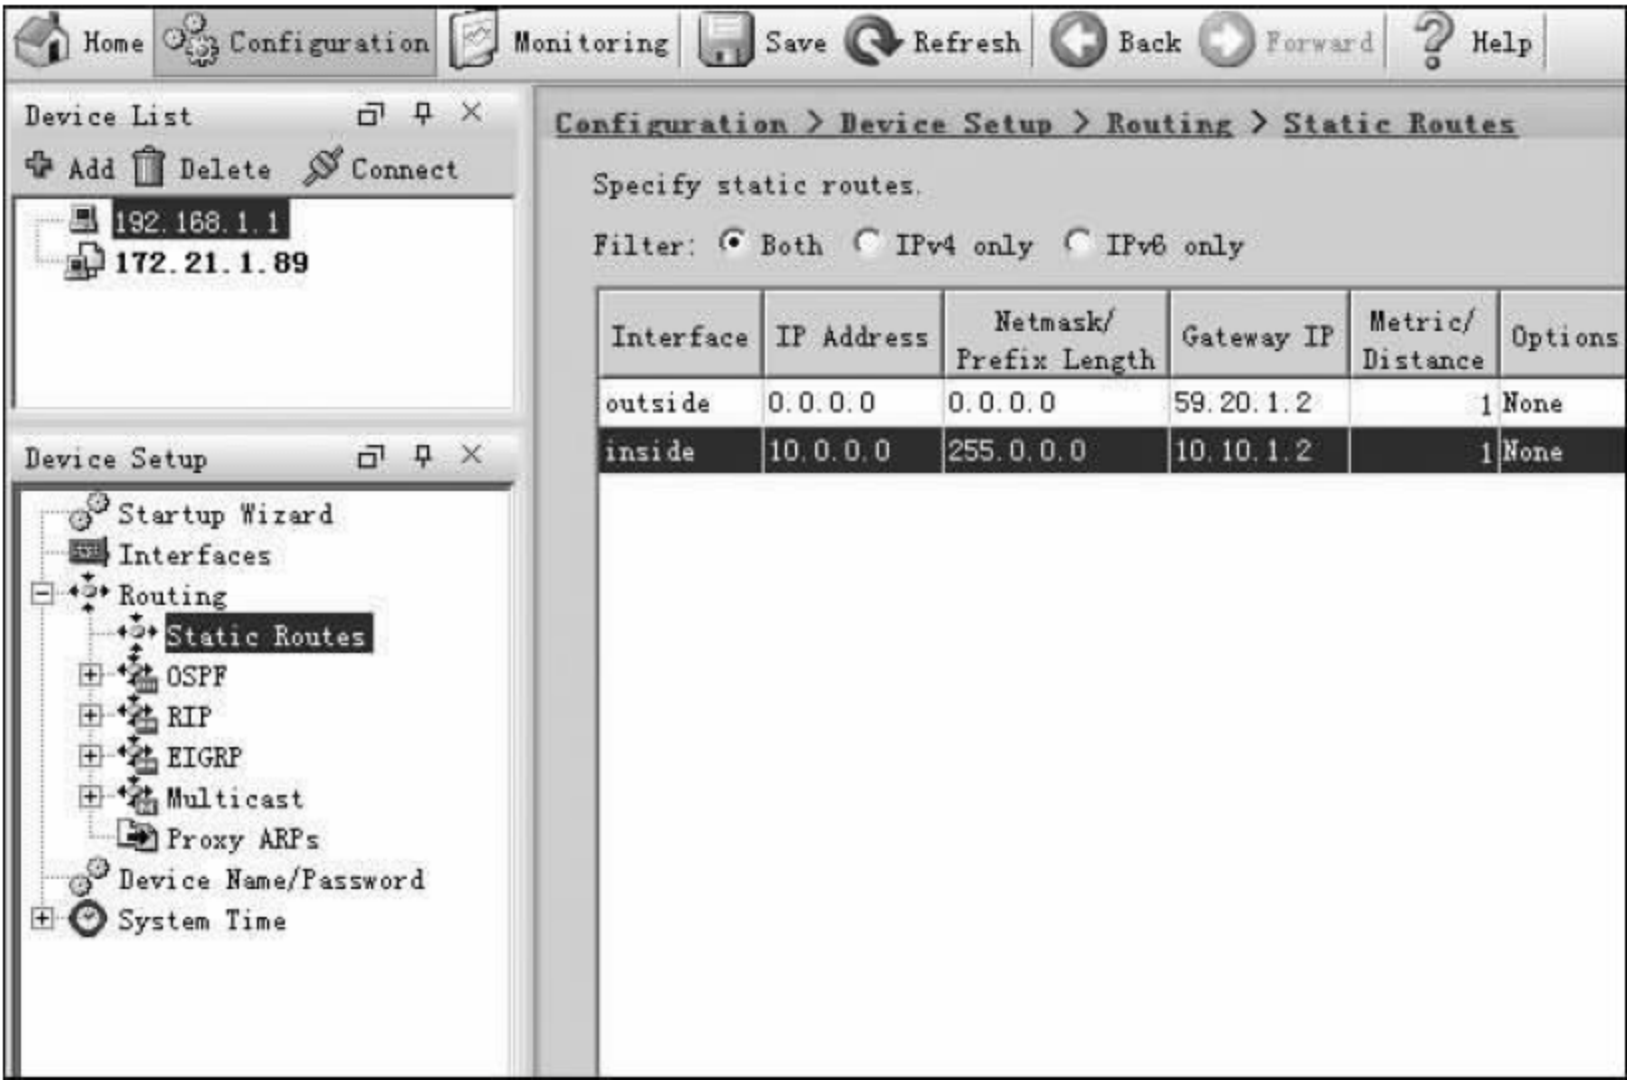 Home Configuration Monitoring Save Refresh Back Forward Help
Device List
Add Delete Connect
192.168.1.1
172.21.1.89
Device Setup
Startup Wizard
Interfaces
Routing
Static Routes
OSPF
RIP
EIGRP
Multicast
Proxy ARPs
Device Name/Password
System Time
Configuration > Device Setup > Routing > Static Routes
Specify static routes.
Filter: Both IPv4 only IPv6 only
Interface IP Address Netmask/ Prefix Length Gateway IP Metric/ Distance Options
outside 0.0.0.0 0.0.0.0 59.20.1.2 1 None
inside 10.0.0.0 255.0.0.0 10.10.1.2 1 None